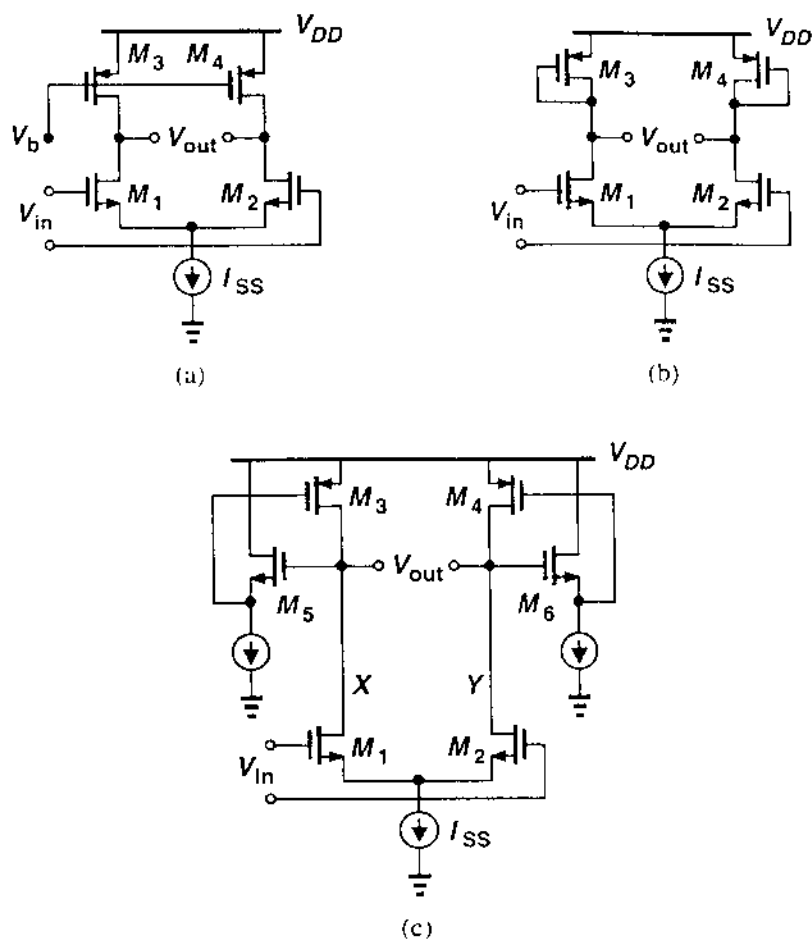 V_DD
M_3 M_4
V_b V_out
V_in M_1 M_2
I_SS
(a)
V_DD
M_3 M_4
V_out
V_in M_1 M_2
I_SS
(b)
V_DD
M_3 M_4
V_out
M_5 M_6
X Y
V_in M_1 M_2
I_SS
(c)